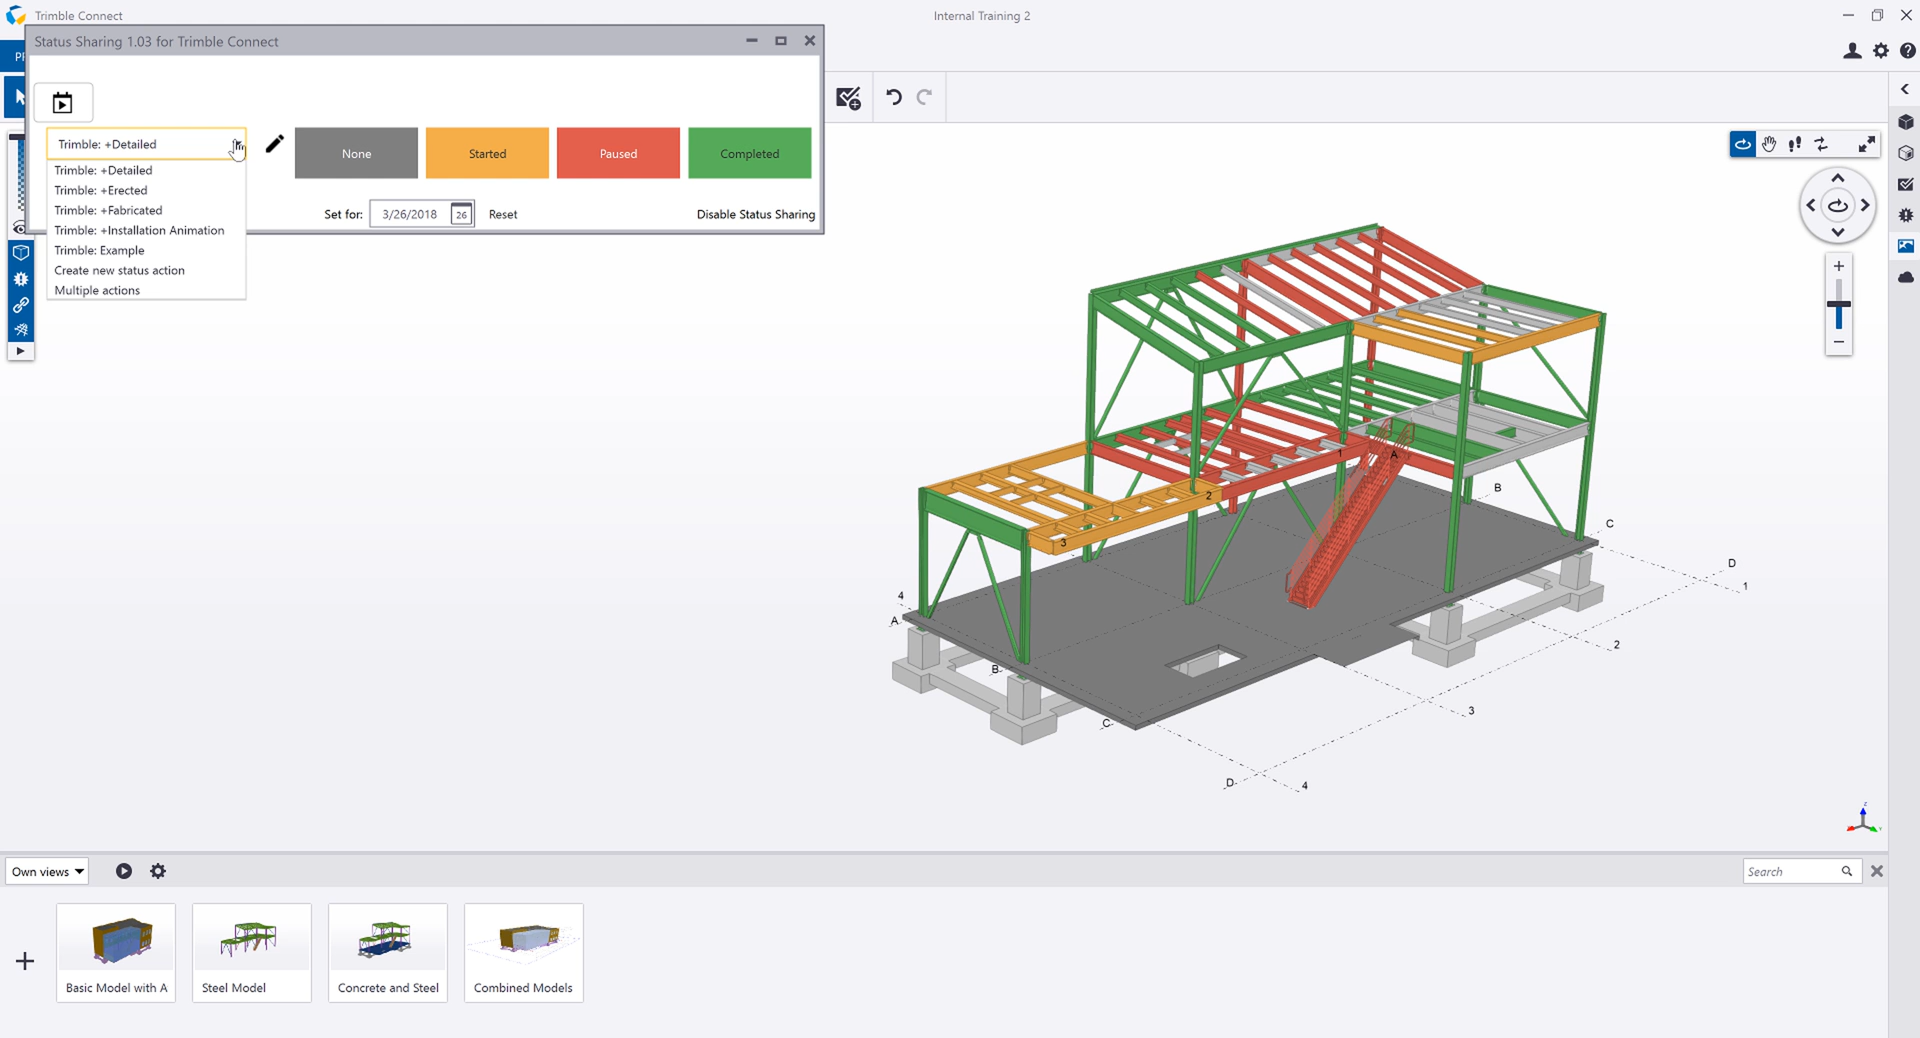 Trimble Connect
Internal Training 2
Status Sharing 1.03 for Trimble Connect
Trimble: +Detailed
None
Started
Paused
Completed
Trimble: +Detailed
Trimble: +Erected
Trimble: +Fabricated
Trimble: +Installation Animation
Trimble: Example
Create new status action
Multiple actions
Set for:
3/26/2018
26
Reset
Disable Status Sharing
1
A
B
2
C
3
D
1
4
A
2
B
3
C
D
4
Own views
Search
Basic Model with A
Steel Model
Concrete and Steel
Combined Models